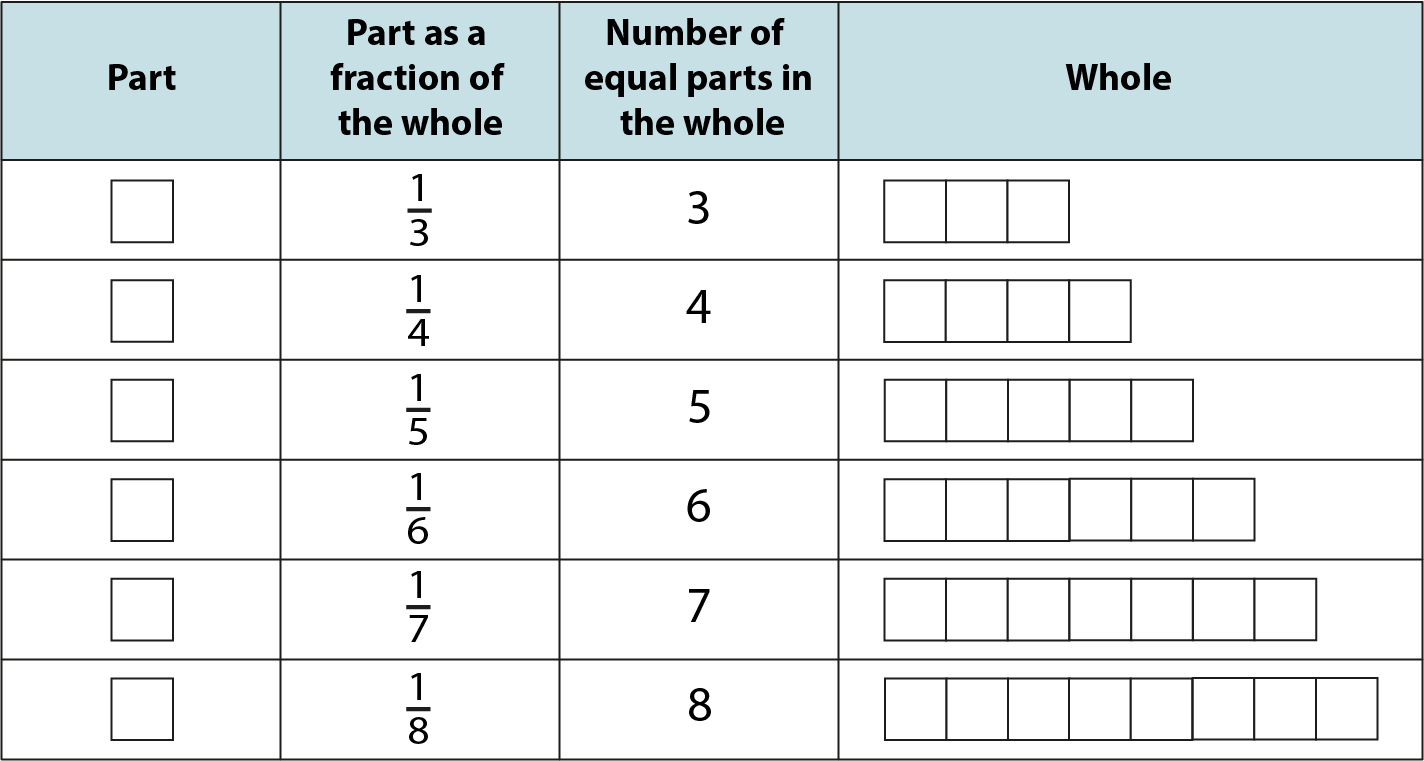 Part
Part as a
fraction of
the whole
Number of
equal parts in
the whole
Whole
1/3
3
1/4
4
1/5
5
1/6
6
1/7
7
1/8
8